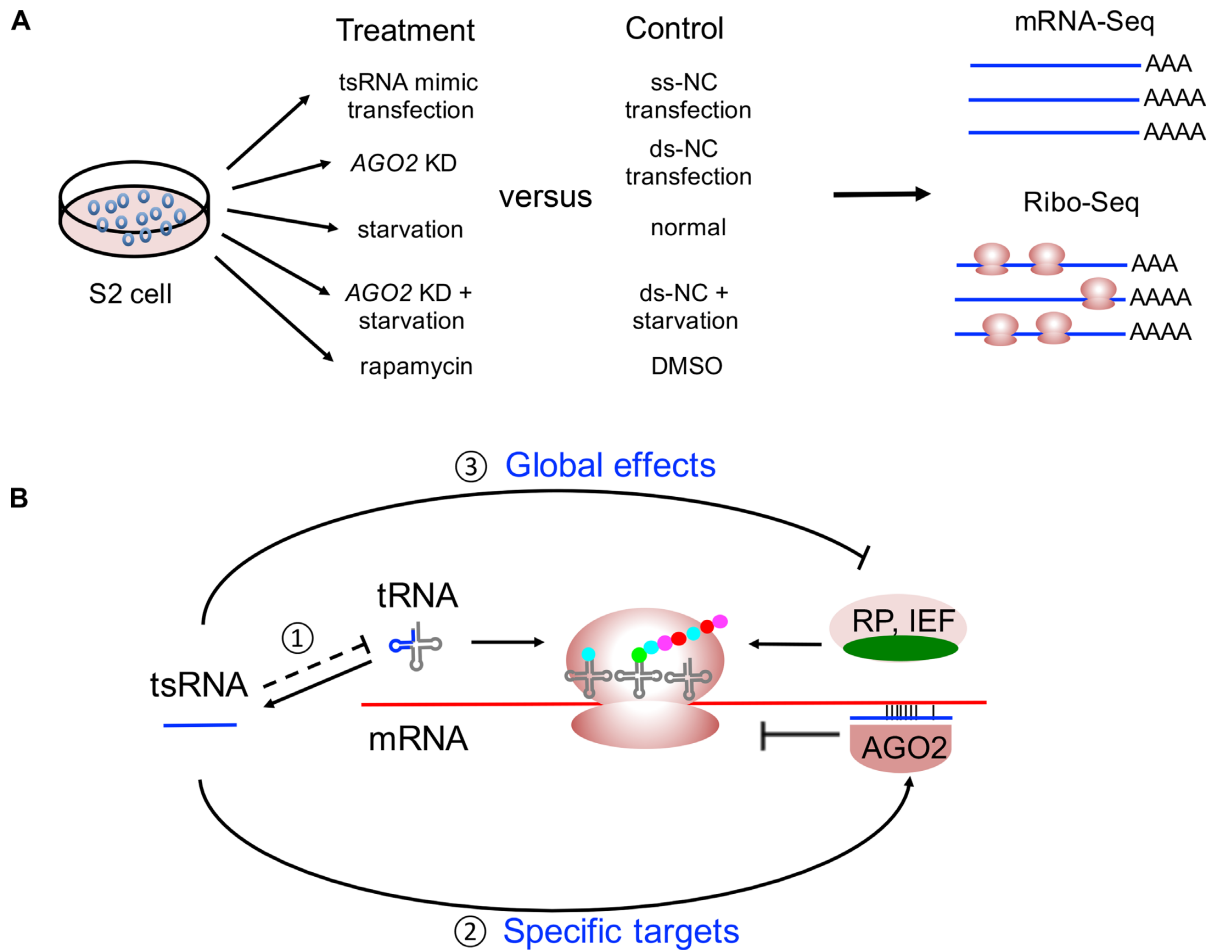 A
Treatment
Control
mRNA-Seq
tsRNA mimic
transfection
ss-NC
transfection
AAA
AAAA
AAAA
AGO2 KD
versus
ds-NC
transfection
starvation
normal
Ribo-Seq
S2 cell
AGO2 KD +
starvation
ds-NC +
starvation
AAA
AAAA
AAAA
rapamycin
DMSO
B
③ Global effects
tRNA
①
RP, IEF
tsRNA
mRNA
AGO2
② Specific targets